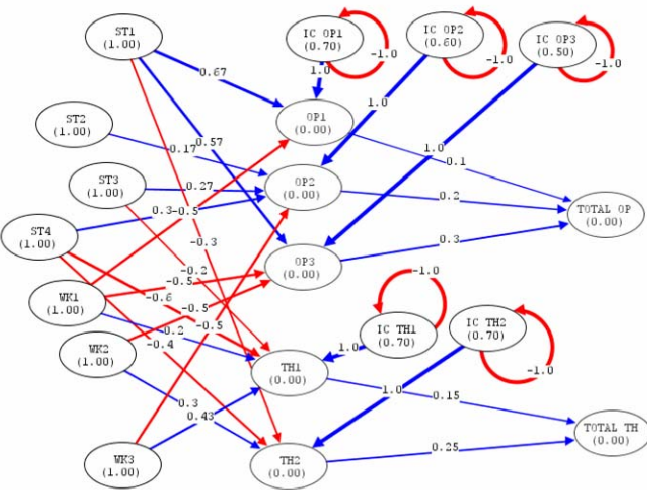 ST1
(1.00)
IC OP1
(0.70)
-1.0
IC OP2
(0.60)
-1.0
IC OP3
(0.50)
-1.0
0.67
1.0
ST2
(1.00)
OP1
(0.00)
1.0
0.17
0.57
1.0
0.1
ST3
(1.00)
0.27
OP2
(0.00)
0.2
TOTAL OP
(0.00)
0.3
-0.5
ST4
(1.00)
-0.3
OP3
(0.00)
0.3
-0.2
-0.5
-1.0
WK1
(1.00)
-0.6
-0.5
-0.5
0.2
-0.4
IC TH1
(0.70)
IC TH2
(0.70)
-1.0
WK2
(1.00)
1.0
TH1
(0.00)
1.0
0.15
0.3
0.43
TOTAL TH
(0.00)
WK3
(1.00)
TH2
(0.00)
0.25